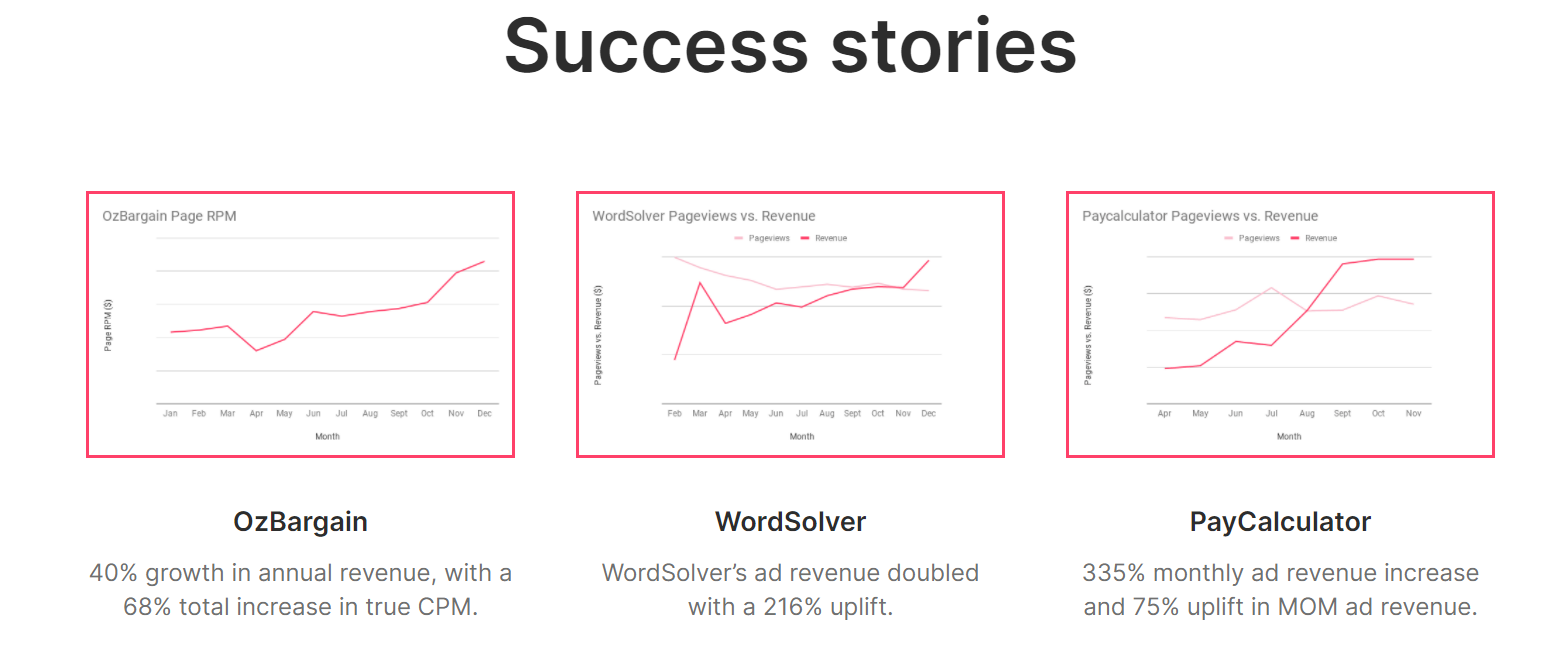 Success stories
OzBargain Page RPM
Page RPM ($)
Jan Feb Mar Apr May Jun Jul Aug Sept Oct Nov Dec
Month
WordSolver Pageviews vs. Revenue
Pageviews Revenue
Pageviews vs. Revenue ($)
Feb Mar Apr May Jun Jul Aug Sept Oct Nov Dec
Month
Paycalculator Pageviews vs. Revenue
Pageviews Revenue
Pageviews vs. Revenue ($)
Apr May Jun Jul Aug Sept Oct Nov
Month
OzBargain
40% growth in annual revenue, with a
68% total increase in true CPM.
WordSolver
WordSolver’s ad revenue doubled
with a 216% uplift.
PayCalculator
335% monthly ad revenue increase
and 75% uplift in MOM ad revenue.